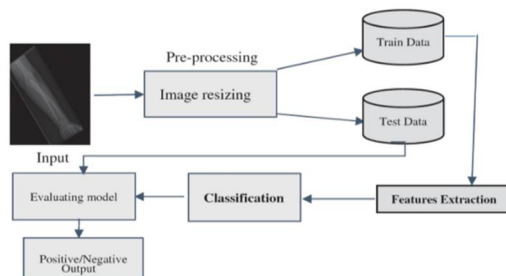 Pre-processing
Image resizing
Train Data
Test Data
Input
Evaluating model
Classification
Features Extraction
Positive/Negative
Output